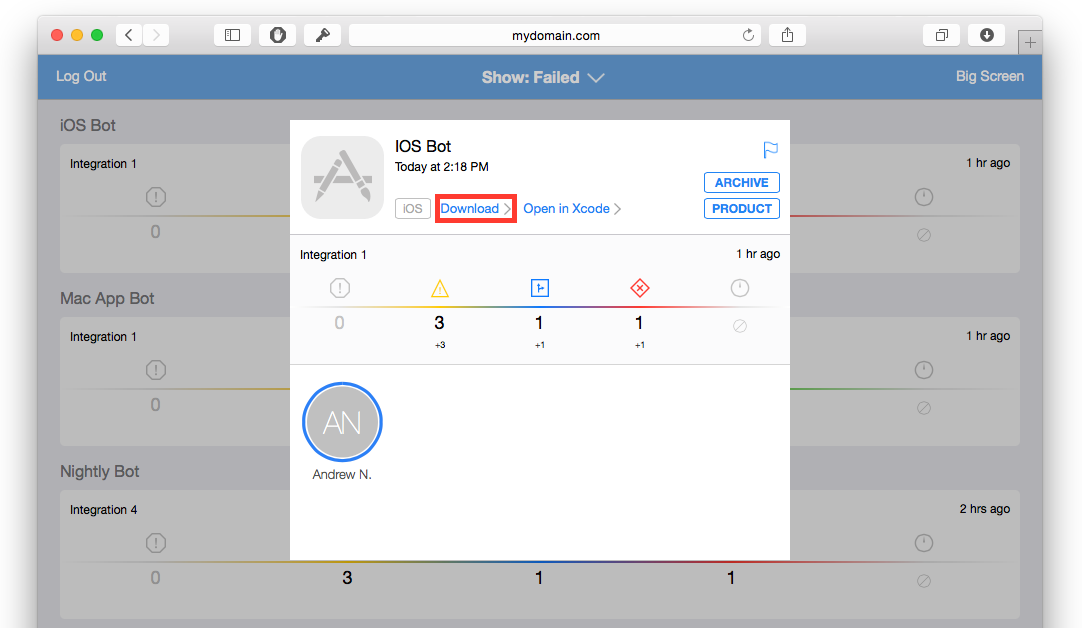 mydomain.com
Log Out
Show: Failed
Big Screen
iOS Bot
Integration 1
1 hr ago
0
IOS Bot
Today at 2:18 PM
iOS
Download
Open in Xcode
ARCHIVE
PRODUCT
Integration 1
1 hr ago
0
3
1
1
+3
+1
+1
AN
Andrew N.
Mac App Bot
Integration 1
1 hr ago
0
Nightly Bot
Integration 4
2 hrs ago
0
3
1
1